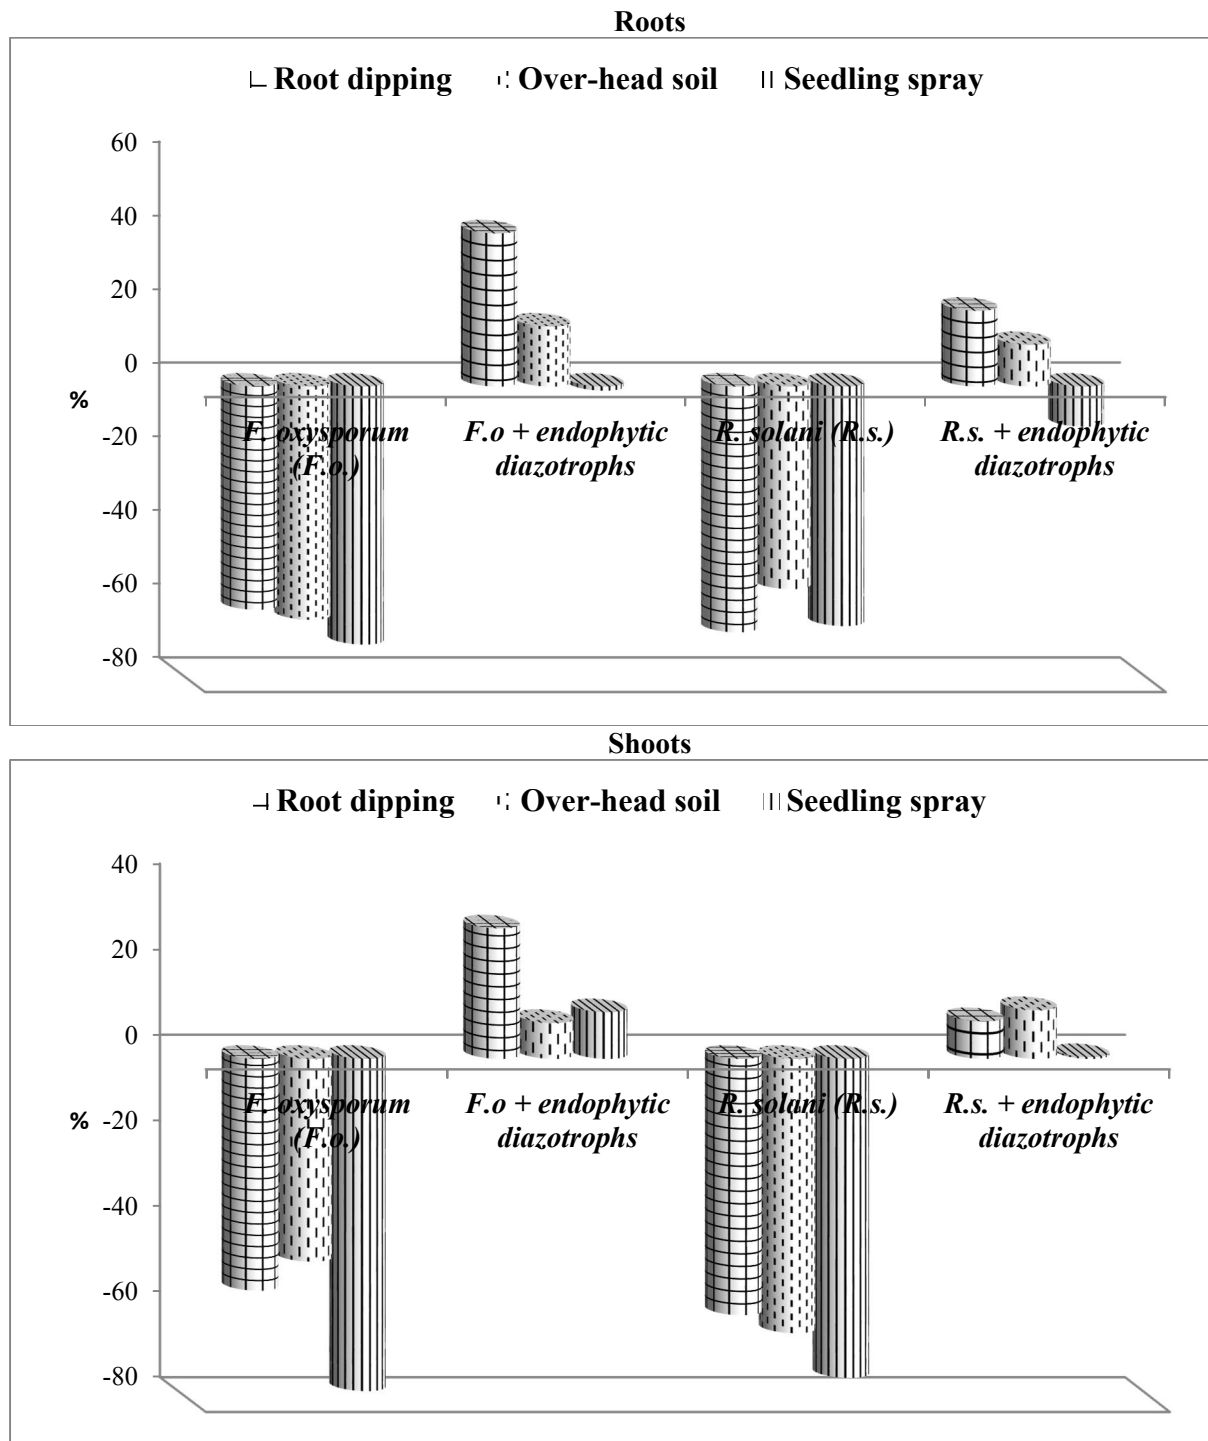 Roots
Root dipping Over-head soil Seedling spray
60
40
20
0
%
-20
-40
-60
-80
F. oxysporum (F.o.)
F.o + endophytic diazotrophs
R. solani (R.s.)
R.s. + endophytic diazotrophs
Shoots
Root dipping Over-head soil Seedling spray
40
20
0
%
-20
-40
-60
-80
F. oxysporum (F.o.)
F.o + endophytic diazotrophs
R. solani (R.s.)
R.s. + endophytic diazotrophs